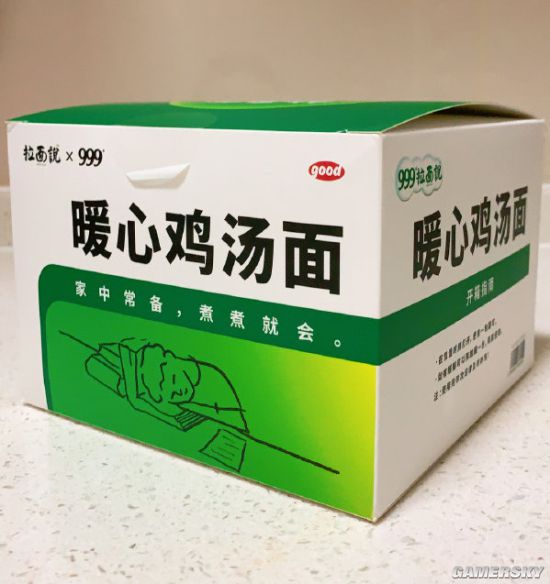 拉面说 × 999
good
暖心鸡汤面
家中常备，煮煮就会。
999拉面说
暖心鸡汤面
开箱指南
GAMERSKY